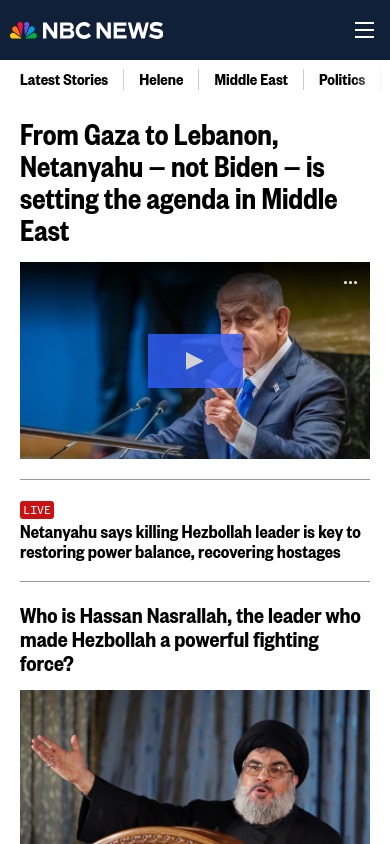 NBC NEWS
Latest Stories
Helene
Middle East
Politics
From Gaza to Lebanon,
Netanyahu – not Biden – is
setting the agenda in Middle
East
LIVE
Netanyahu says killing Hezbollah leader is key to
restoring power balance, recovering hostages
Who is Hassan Nasrallah, the leader who
made Hezbollah a powerful fighting
force?